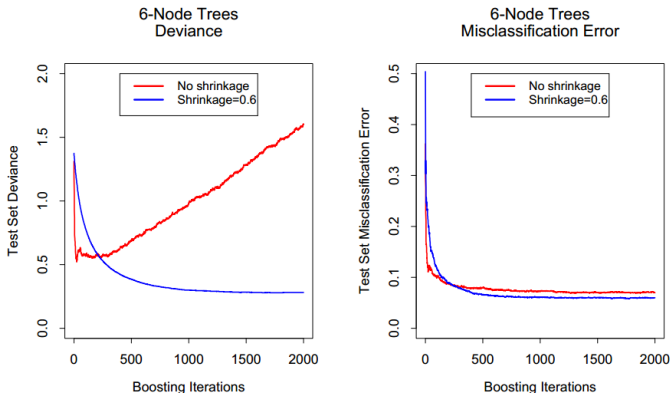 6-Node Trees
Deviance
Test Set Deviance
2.0
1.5
1.0
0.5
0.0
No shrinkage
Shrinkage=0.6
0 500 1000 1500 2000
Boosting Iterations
6-Node Trees
Misclassification Error
Test Set Misclassification Error
0.5
0.4
0.3
0.2
0.1
0.0
No shrinkage
Shrinkage=0.6
0 500 1000 1500 2000
Boosting Iterations